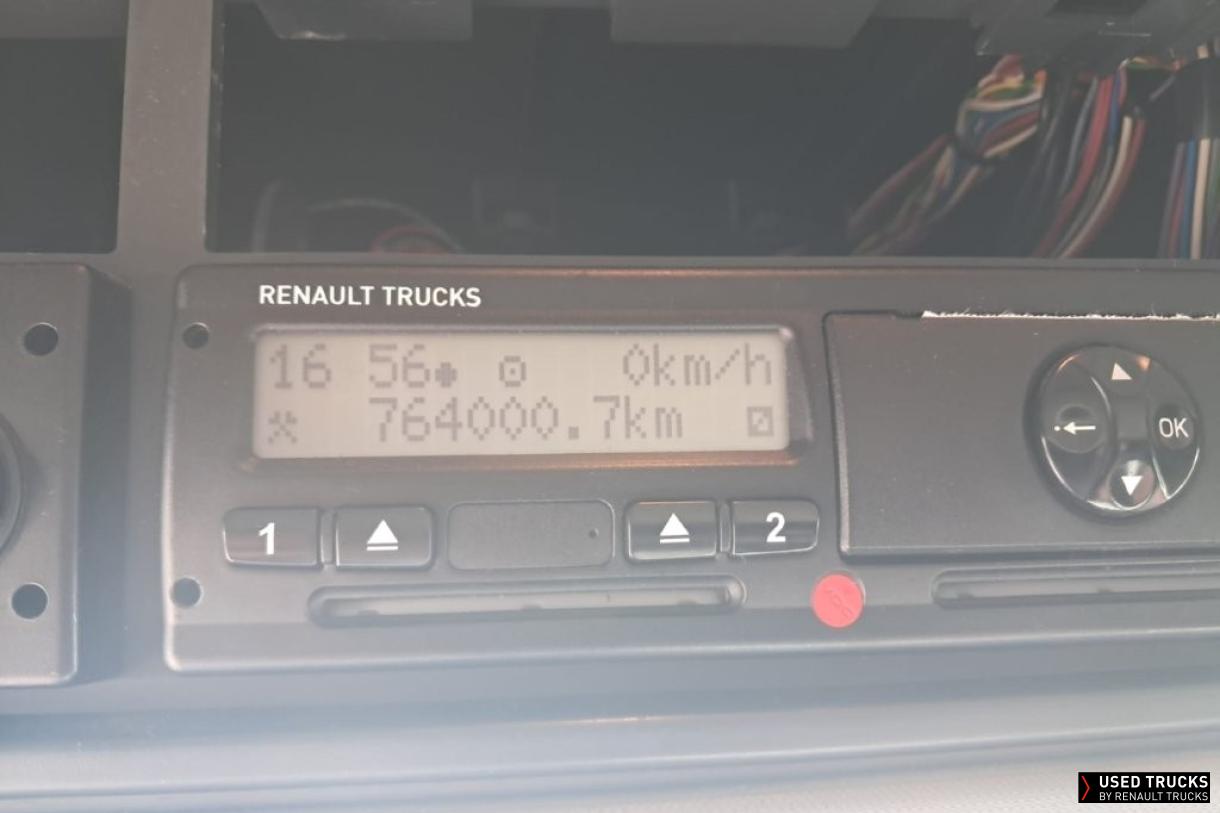 RENAULT TRUCKS
16 56 0km/h
764000.7km
OK
1 2
USED TRUCKS
BY RENAULT TRUCKS